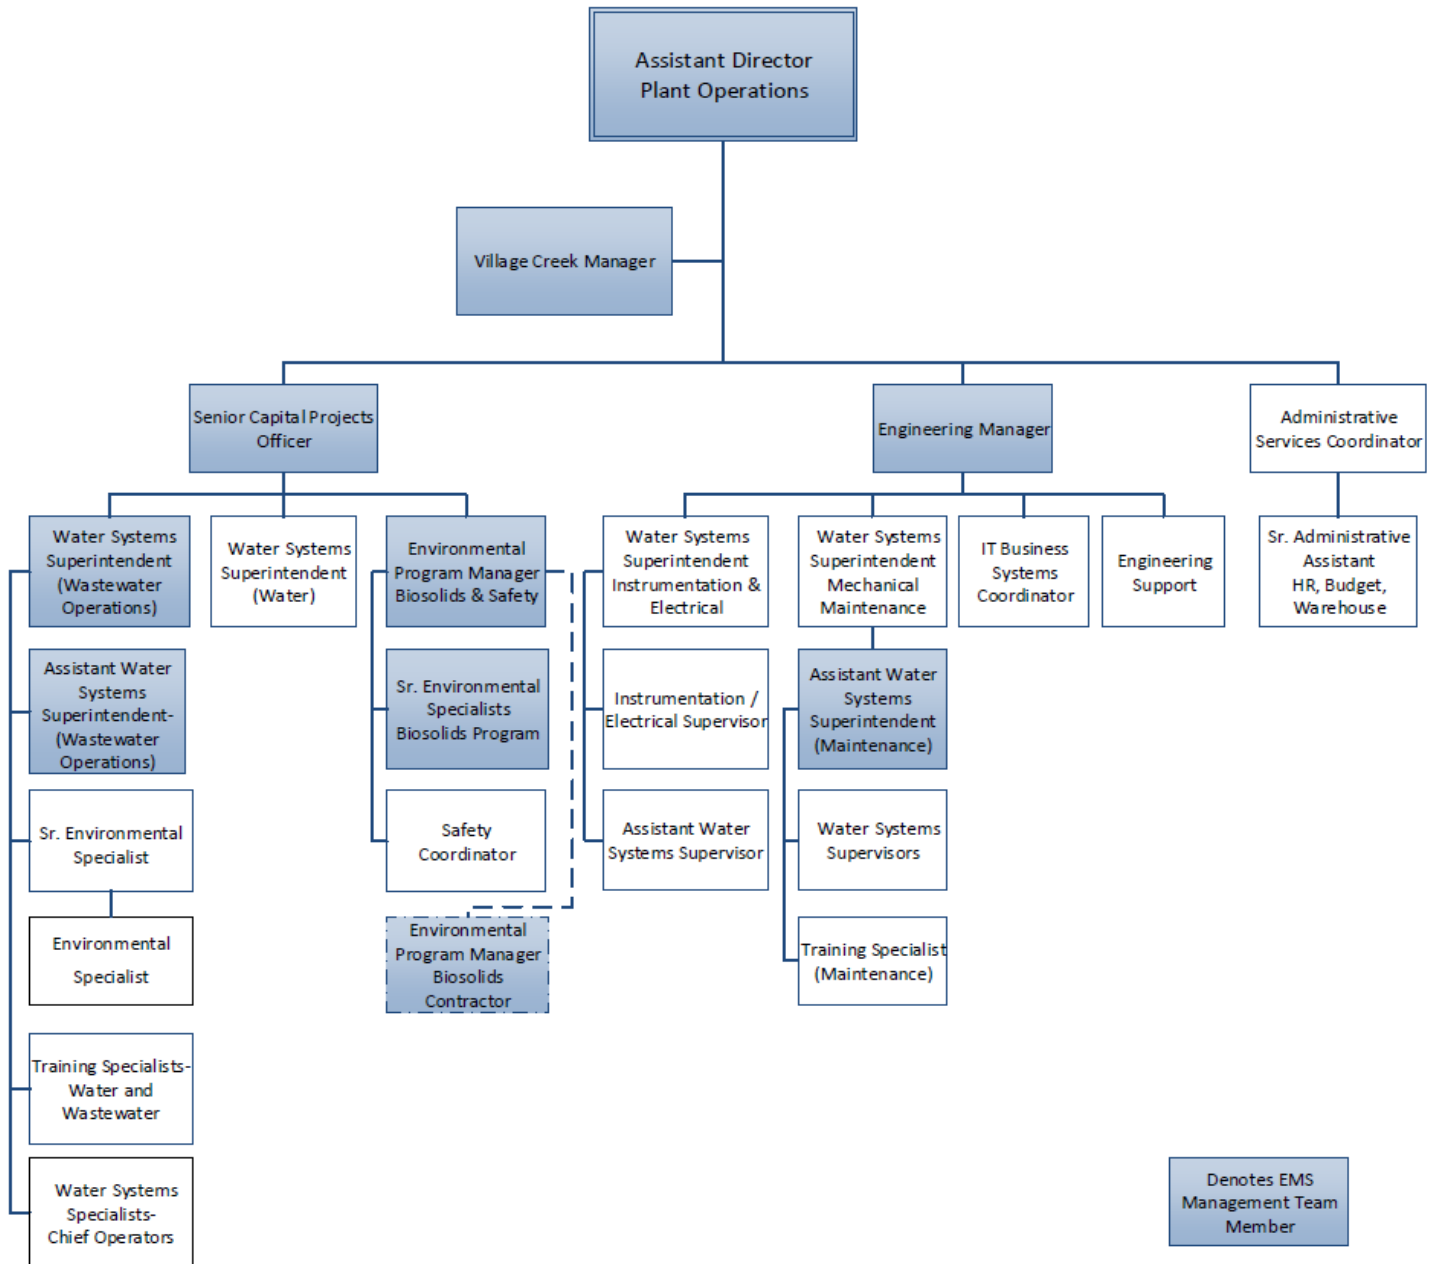 Assistant Director
Plant Operations
Village Creek Manager
Senior Capital Projects
Officer
Engineering Manager
Administrative
Services Coordinator
Water Systems
Superintendent
(Wastewater
Operations)
Water Systems
Superintendent
(Water)
Environmental
Program Manager
Biosolids & Safety
Water Systems
Superintendent
Instrumentation &
Electrical
Water Systems
Superintendent
Mechanical
Maintenance
IT Business
Systems
Coordinator
Engineering
Support
Sr. Administrative
Assistant
HR, Budget,
Warehouse
Assistant Water
Systems
Superintendent-
(Wastewater
Operations)
Sr. Environmental
Specialists
Biosolids Program
Instrumentation /
Electrical Supervisor
Assistant Water
Systems
Superintendent
(Maintenance)
Sr. Environmental
Specialist
Safety
Coordinator
Assistant Water
Systems Supervisor
Water Systems
Supervisors
Environmental
Specialist
Environmental
Program Manager
Biosolids
Contractor
Training Specialist
(Maintenance)
Training Specialists-
Water and
Wastewater
Water Systems
Specialists-
Chief Operators
Denotes EMS
Management Team
Member